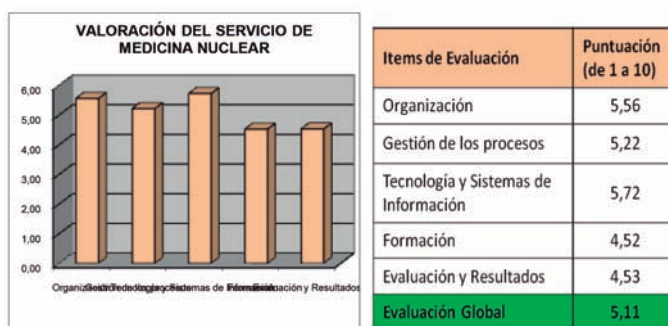 VALORACIÓN DEL SERVICIO DE
MEDICINA NUCLEAR
6,00
5,00
4,00
3,00
2,00
1,00
0,00
Items de Evaluación
Puntuación
(de 1 a 10)
Organización
5,56
Gestión de los procesos
5,22
Tecnología y Sistemas de
Información
5,72
Formación
4,52
Evaluación y Resultados
4,53
Evaluación Global
5,11